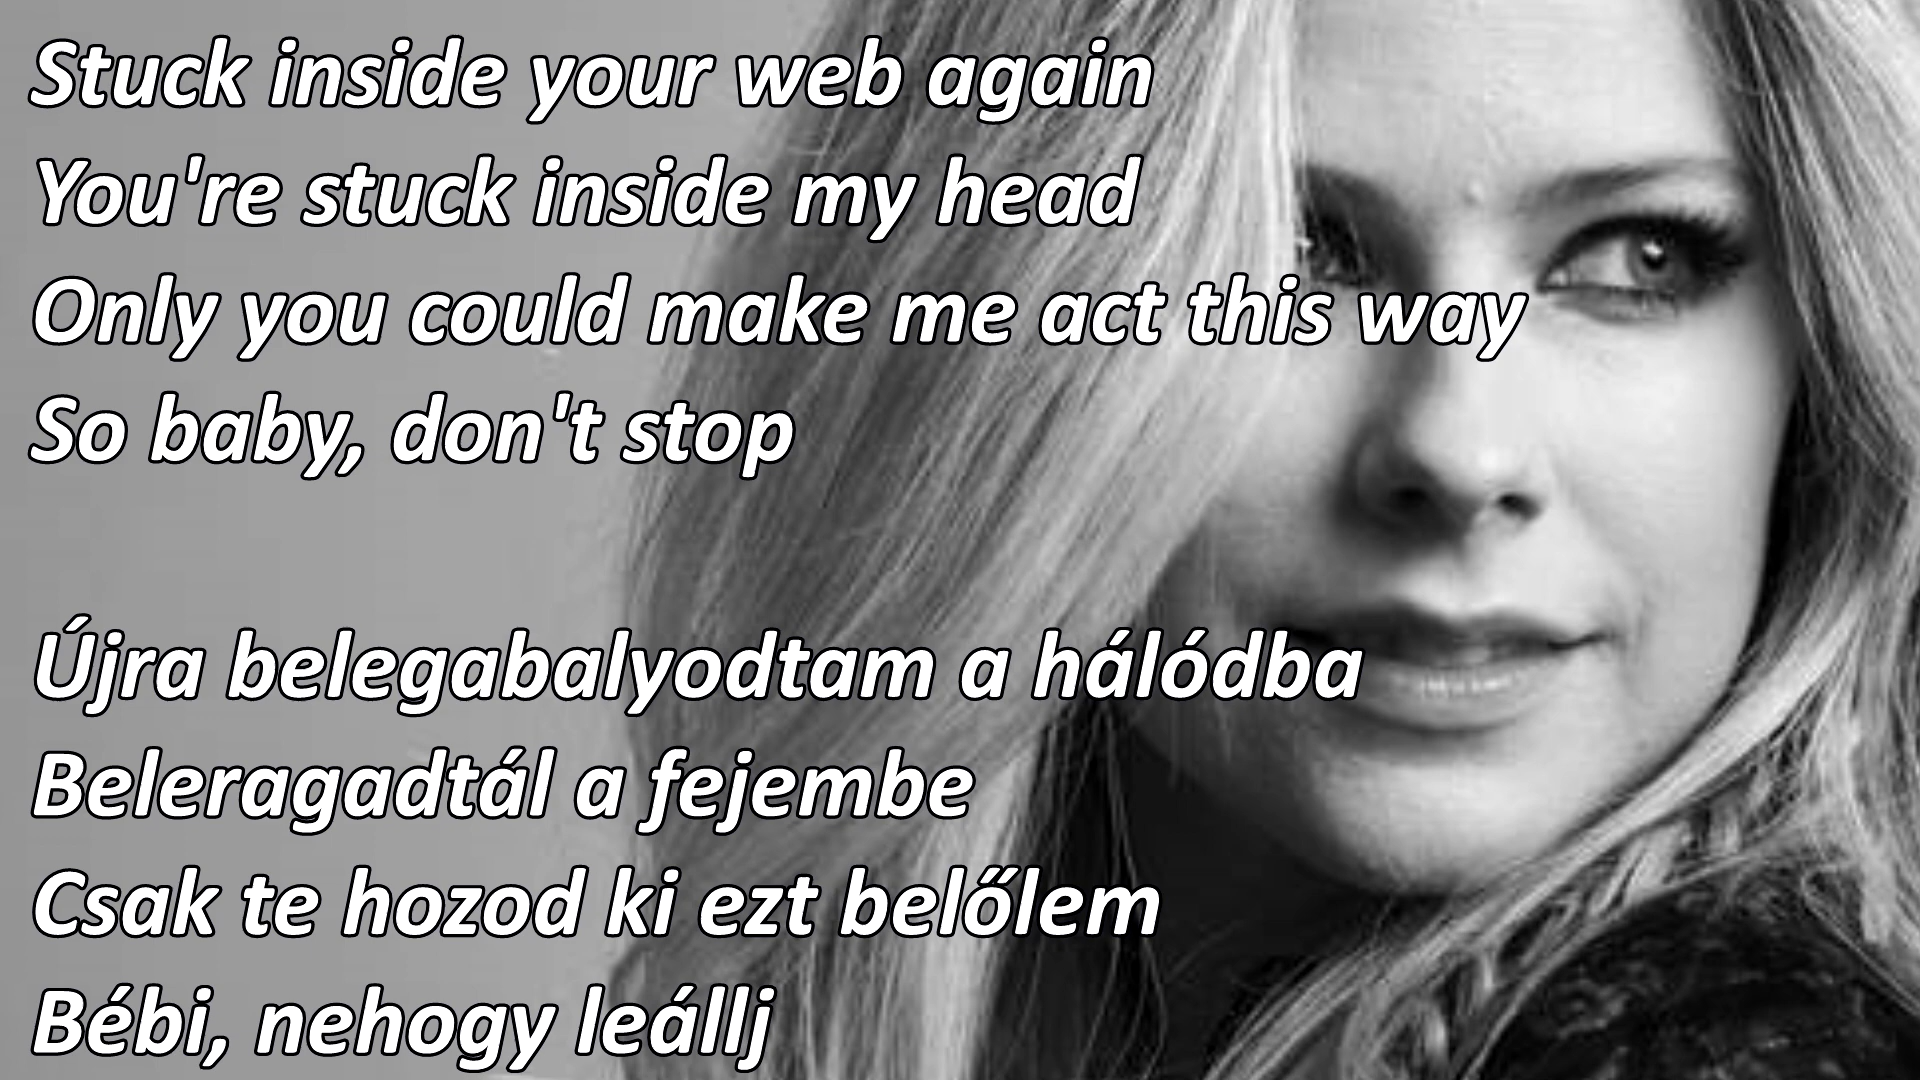 Stuck inside your web again
You're stuck inside my head
Only you could make me act this way
So baby, don't stop
Újra belegabalyodtam a hálódba
Beleragadtál a fejembe
Csak te hozod ki ezt belőlem
Bébi, nehogy leállj